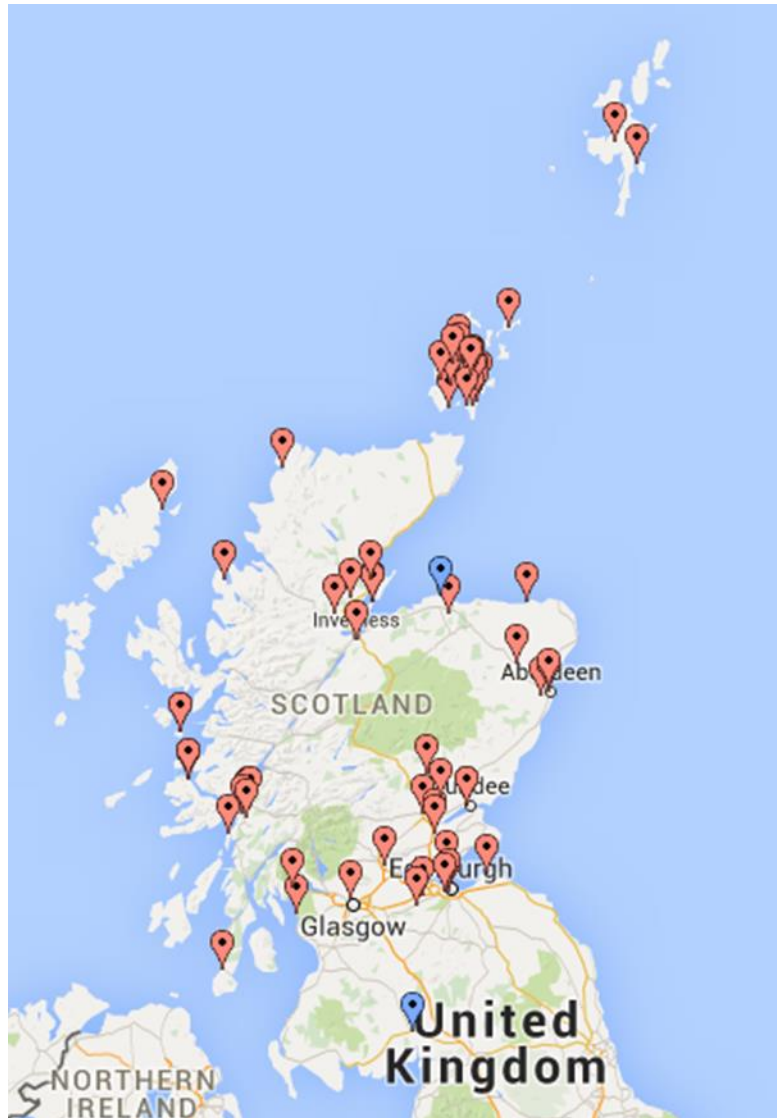 Inverness
SCOTLAND
Aberdeen
Dundee
Edinburgh
Glasgow
United
Kingdom
NORTHERN
IRELAND